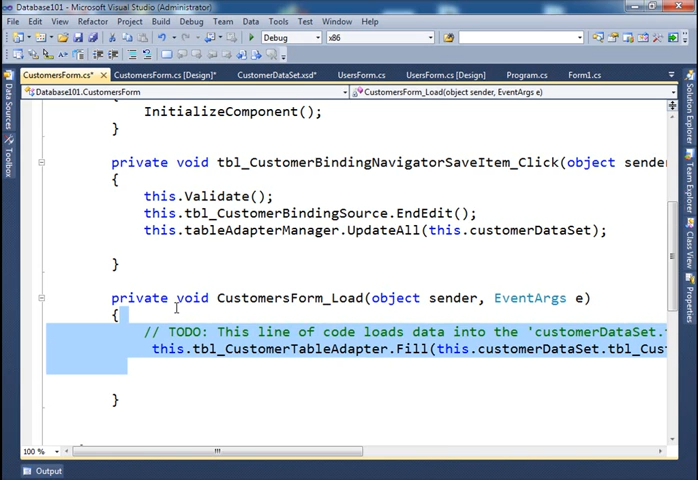 Database101 - Microsoft Visual Studio (Administrator)
File Edit View Refactor Project Build Debug Team Data Tools Test Window Help
Debug x86
CustomersForm.cs* CustomersForm.cs [Design]* CustomerDataSet.xsd* UsersForm.cs UsersForm.cs [Design] Program.cs Form1.cs
Database101.CustomersForm CustomersForm_Load(object sender, EventArgs e)
{
InitializeComponent();
}
private void tbl_CustomerBindingNavigatorSaveItem_Click(object sender
{
this.Validate();
this.tbl_CustomerBindingSource.EndEdit();
this.tableAdapterManager.UpdateAll(this.customerDataSet);
}
private void CustomersForm_Load(object sender, EventArgs e)
{
// TODO: This line of code loads data into the 'customerDataSet.
this.tbl_CustomerTableAdapter.Fill(this.customerDataSet.tbl_Cus
}
100 %
Output
Data Sources
Toolbox
Solution Explorer
Team Explorer
Properties